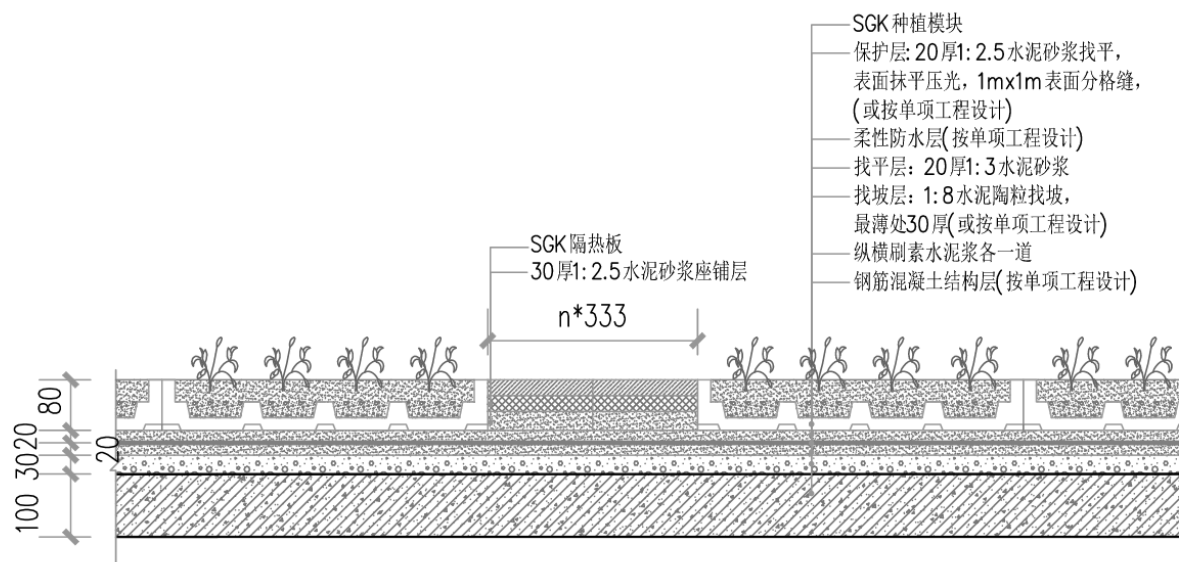 SGK种植模块
保护层:20厚1:2.5水泥砂浆找平,
表面抹平压光,1mx1m表面分格缝,
(或按单项工程设计)
柔性防水层(按单项工程设计)
找平层:20厚1:3水泥砂浆
找坡层:1:8水泥陶粒找坡,
最薄处30厚(或按单项工程设计)
纵横刷素水泥浆各一道
钢筋混凝土结构层(按单项工程设计)
SGK隔热板
30厚1:2.5水泥砂浆座铺层
n*333
80
20
20
30
100